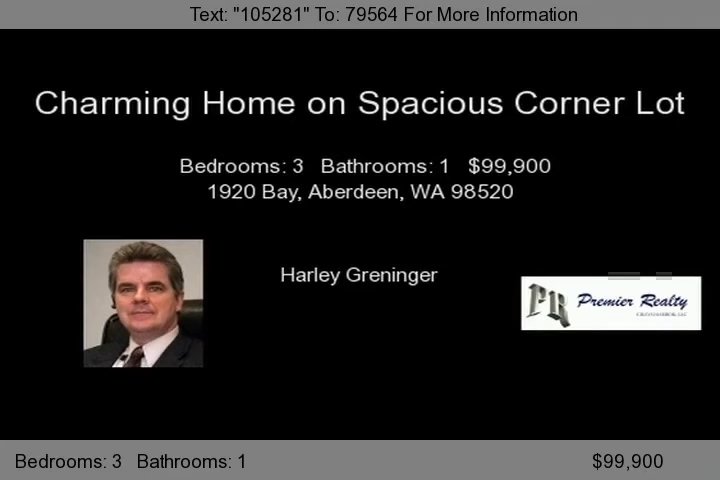 Text: "105281" To: 79564 For More Information
Charming Home on Spacious Corner Lot
Bedrooms: 3 Bathrooms: 1 $99,900
1920 Bay, Aberdeen, WA 98520
Harley Greninger
PR Premier Realty
Bedrooms: 3 Bathrooms: 1 $99,900